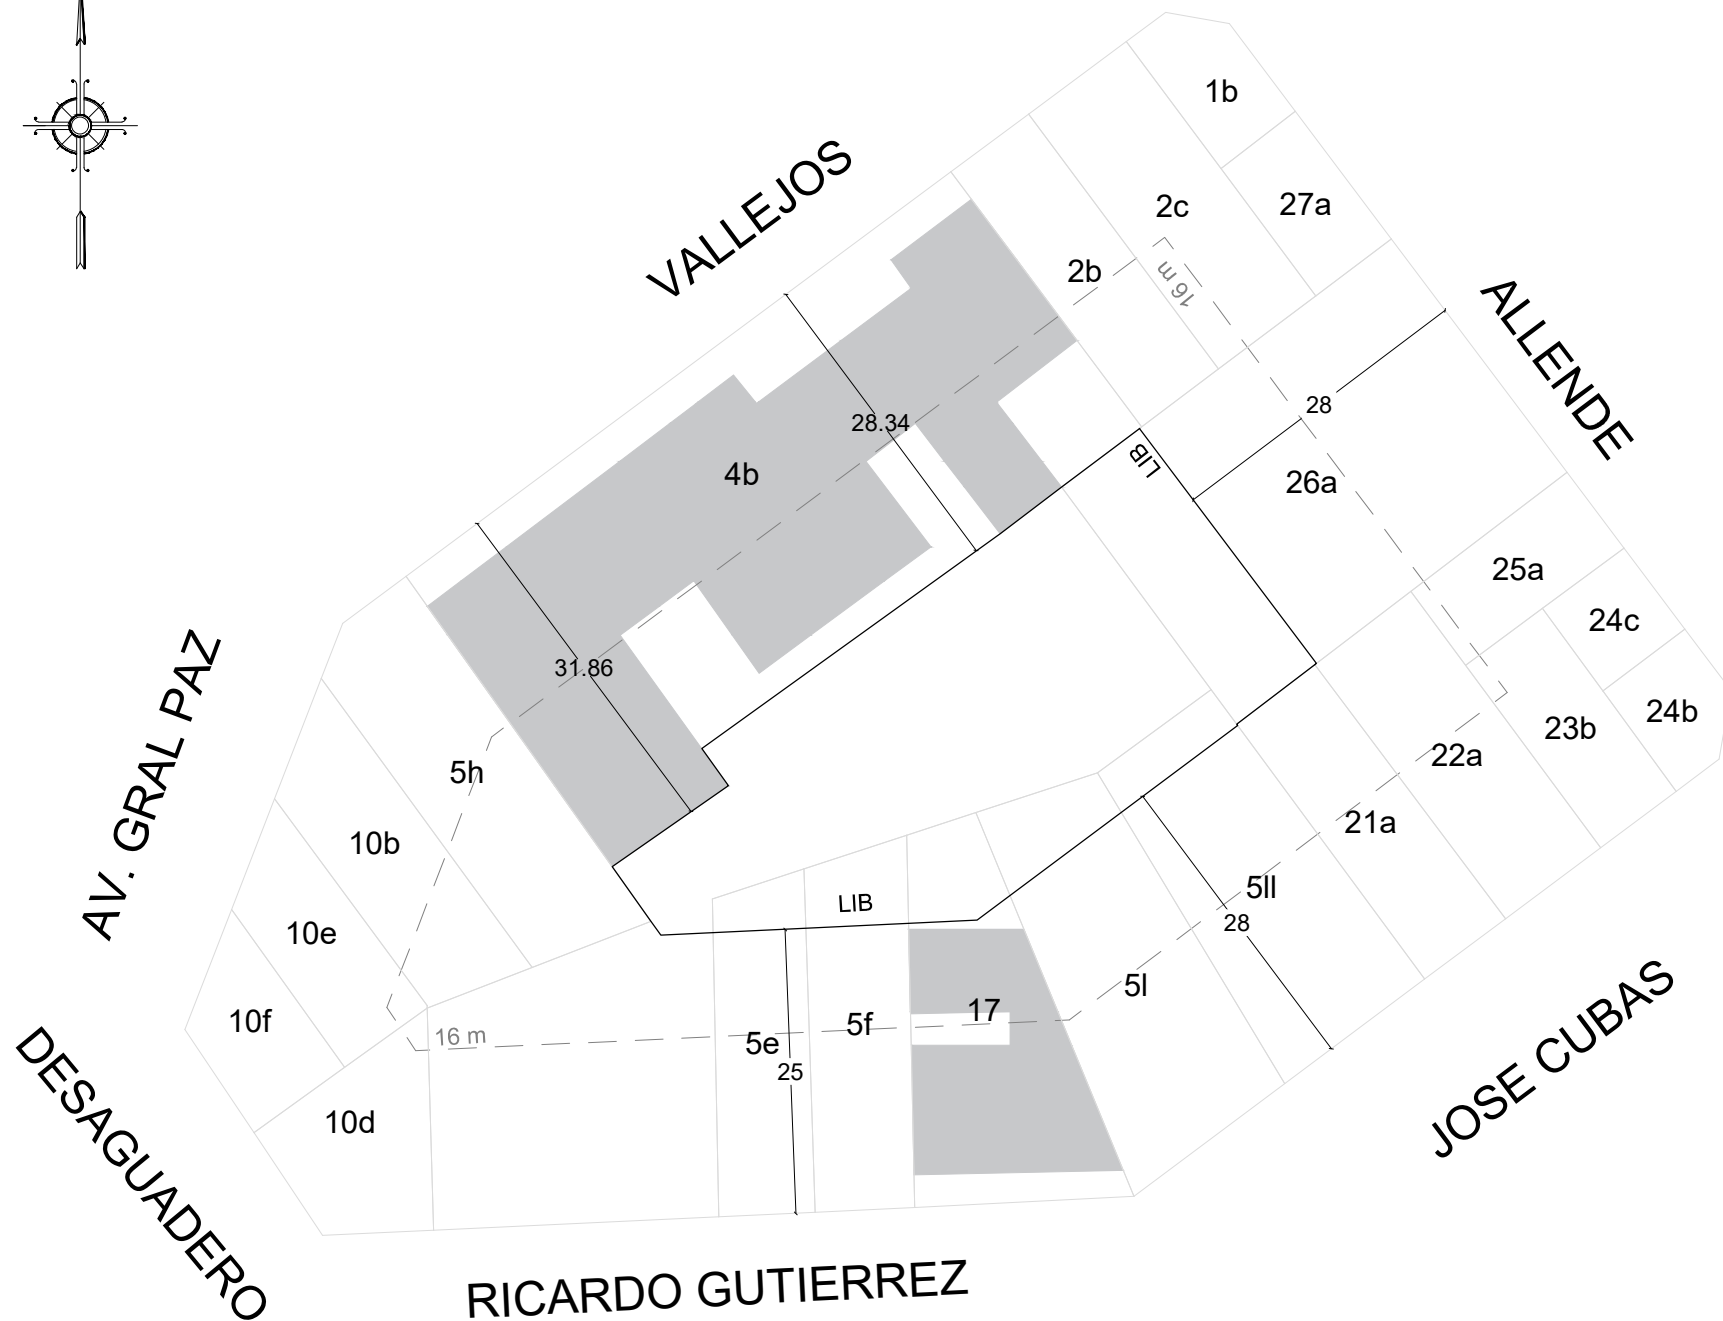 1b
VALLEJOS
2c
27a
2b
16 m
ALLENDE
28
28.34
LIB
4b
26a
25a
24c
31.86
24b
23b
22a
AV. GRAL PAZ
5h
21a
10b
5ll
LIB
28
10e
5l
10f
17
5f
16 m
5e
25
JOSE CUBAS
DESAGUADERO
10d
RICARDO GUTIERREZ